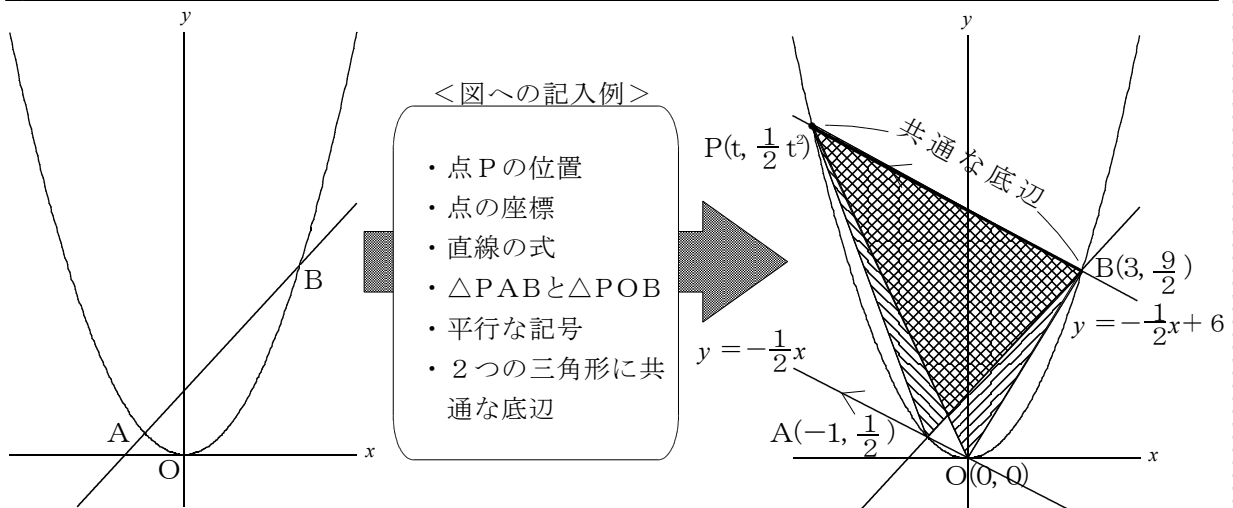 y
A
B
O
x
＜図への記入例＞
・点Ｐの位置
・点の座標
・直線の式
・△ＰＡＢと△ＰＯＢ
・平行な記号
・２つの三角形に共
通な底辺
y
P(t, 1/2 t²)
共通な底辺
B(3, 9/2)
y = -1/2x + 6
y = -1/2x
A(-1, 1/2)
O(0, 0)
x